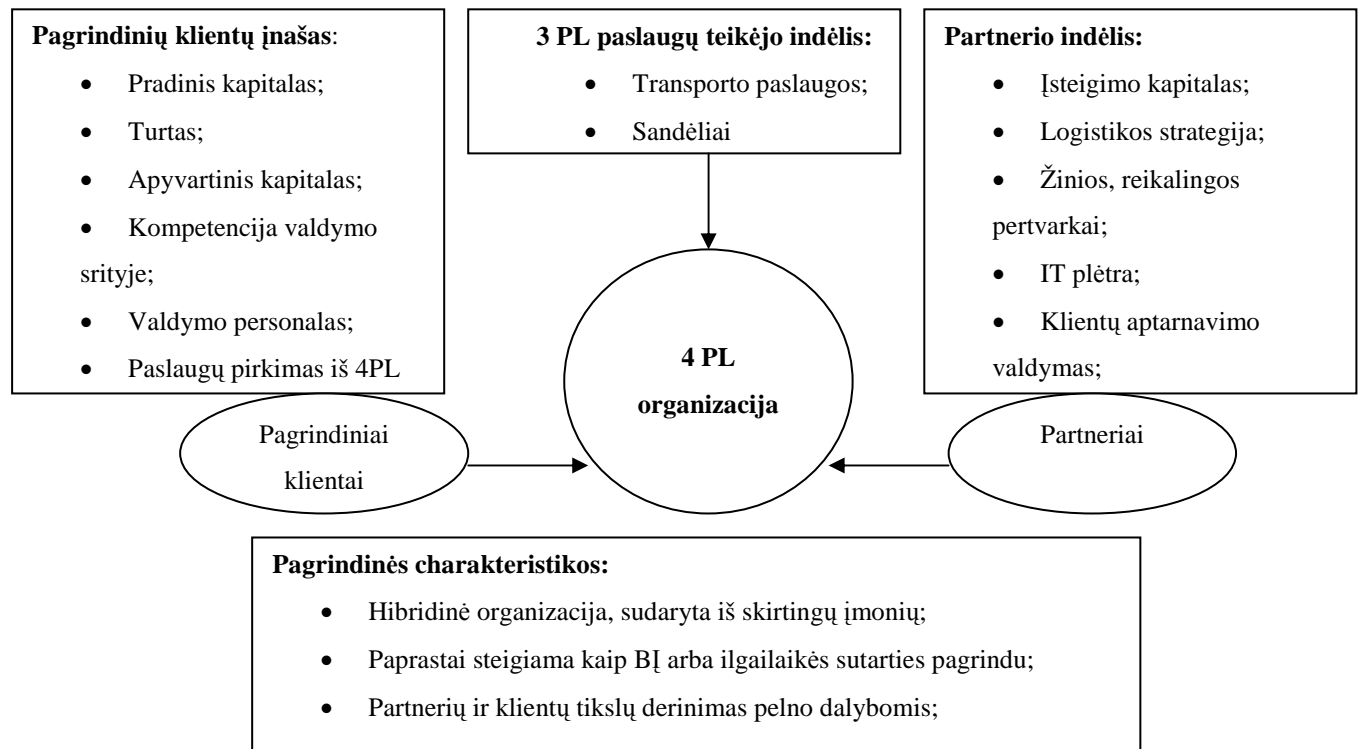 Pagrindinių klientų įnašas:
• Pradinis kapitalas;
• Turtas;
• Apyvartinis kapitalas;
• Kompetencija valdymo
srityje;
• Valdymo personalas;
• Paslaugų pirkimas iš 4PL
3 PL paslaugų teikėjo indėlis:
• Transporto paslaugos;
• Sandėliai
Partnerio indėlis:
• Įsteigimo kapitalas;
• Logistikos strategija;
• Žinios, reikalingos
pertvarkai;
• IT plėtra;
• Klientų aptarnavimo
valdymas;
Pagrindiniai
klientai
4 PL
organizacija
Partneriai
Pagrindinės charakteristikos:
• Hibridinė organizacija, sudaryta iš skirtingų įmonių;
• Paprastai steigiama kaip BĮ arba ilgailaikės sutarties pagrindu;
• Partnerių ir klientų tikslų derinimas pelno dalybomis;